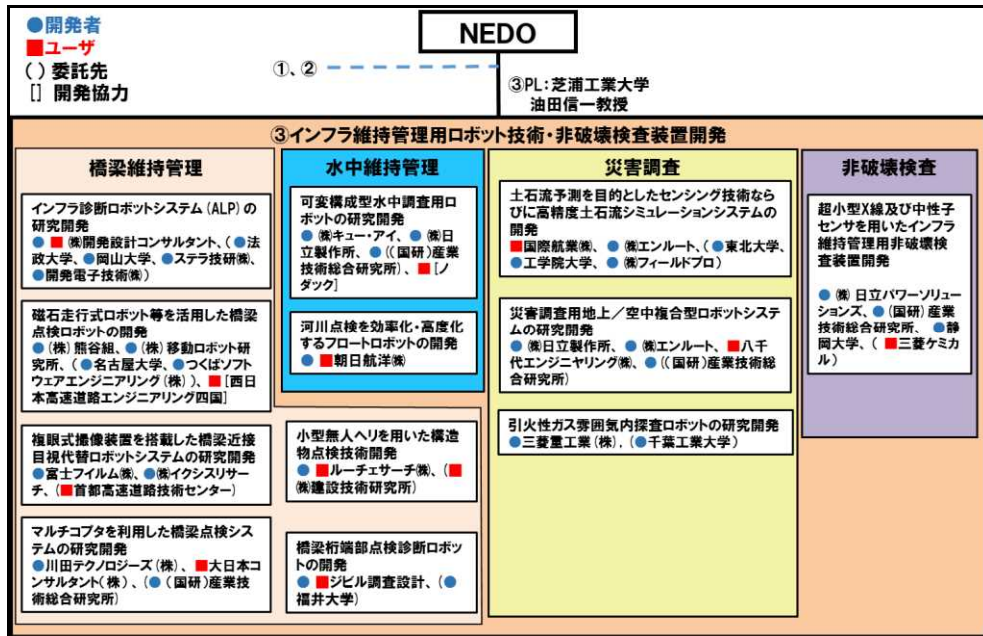 ●開発者
■ユーザ
( ) 委託先
[] 開発協力
NEDO
①、②
③PL:芝浦工業大学
油田信一教授
③インフラ維持管理用ロボット技術・非破壊検査装置開発
橋梁維持管理
インフラ診断ロボットシステム(ALP)の
研究開発
● ■ ㈱開発設計コンサルタント、(●法
政大学、●岡山大学、●ステラ技研㈱、
●開発電子技術㈱)
磁石走行式ロボット等を活用した橋梁
点検ロボットの開発
●(株)熊谷組、●(株)移動ロボット研
究所、(●名古屋大学、●つくばソフト
ウェアエンジニアリング(株))、■[西日
本高速道路エンジニアリング四国]
複眼式撮像装置を搭載した橋梁近接
目視代替ロボットシステムの研究開発
●富士フイルム㈱、●㈱イクシスリサー
チ、(■首都高速道路技術センター)
マルチコプタを利用した橋梁点検シス
テムの研究開発
●川田テクノロジーズ(株)、■大日本コ
ンサルタント(株)、(●(国研)産業技
術総合研究所)
水中維持管理
可変構成型水中調査用ロ
ボットの研究開発
● ㈱キュー・アイ、●㈱日
立製作所、●((国研)産業
技術総合研究所)、■[ノ
ダック]
河川点検を効率化・高度化
するフロートロボットの開発
● ■朝日航洋㈱
小型無人ヘリを用いた構造
物点検技術開発
● ■ルーチェサーチ㈱、(■
㈱建設技術研究所)
橋梁桁端部点検診断ロボッ
トの開発
● ■ジビル調査設計、(●
福井大学)
災害調査
土石流予測を目的としたセンシング技術なら
びに高精度土石流シミュレーションシステムの
開発
■国際航業㈱、● ㈱エンルート、(●東北大学、
●工学院大学、● ㈱フィールドプロ)
災害調査用地上/空中複合型ロボットシステ
ムの研究開発
●㈱日立製作所、●㈱エンルート、■八千
代エンジニヤリング㈱、●((国研)産業技術総
合研究所)
引火性ガス雰囲気内探査ロボットの研究開発
●三菱重工業(株)、(●千葉工業大学)
非破壊検査
超小型X線及び中性子
センサを用いたインフラ
維持管理用非破壊検
査装置開発
●(株)日立パワーソリュー
ションズ、●(国研)産業
技術総合研究所、●静
岡大学、(■三菱ケミカ
ル)